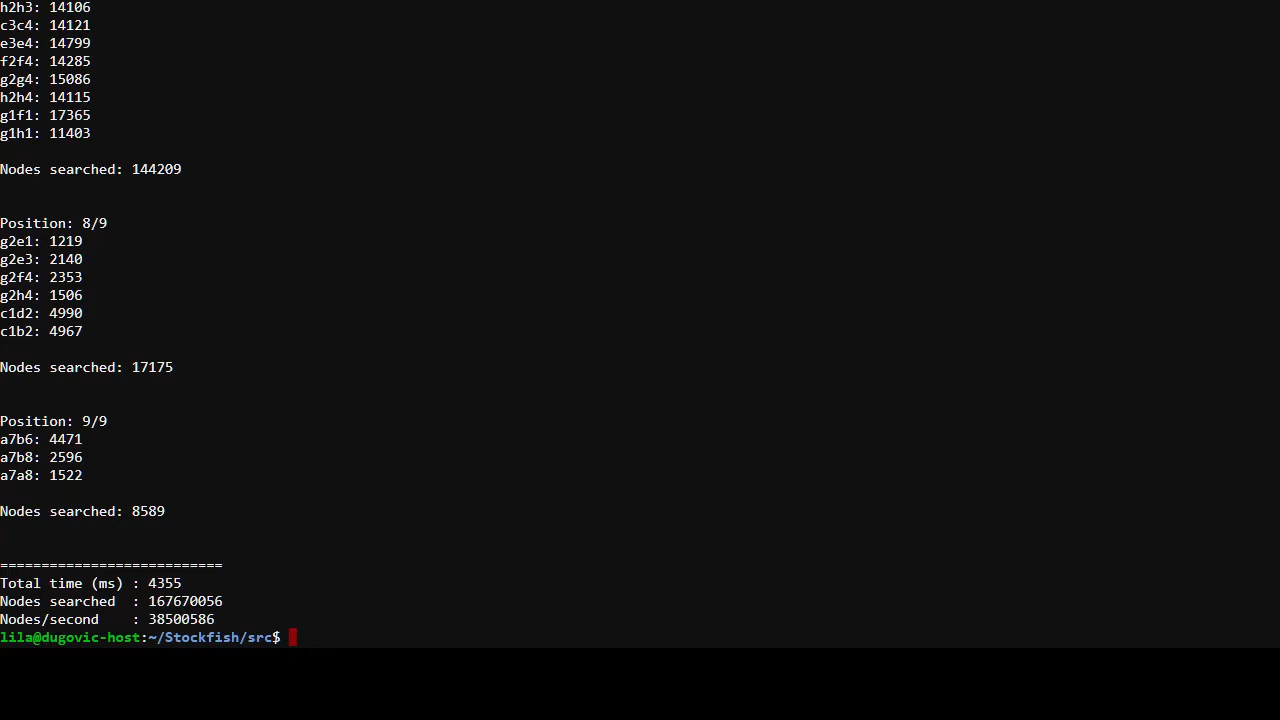 h2h3: 14106
c3c4: 14121
e3e4: 14799
f2f4: 14285
g2g4: 15086
h2h4: 14115
g1f1: 17365
g1h1: 11403
Nodes searched: 144209
Position: 8/9
g2e1: 1219
g2e3: 2140
g2f4: 2353
g2h4: 1506
c1d2: 4990
c1b2: 4967
Nodes searched: 17175
Position: 9/9
a7b6: 4471
a7b8: 2596
a7a8: 1522
Nodes searched: 8589
===========================
Total time (ms) : 4355
Nodes searched  : 167670056
Nodes/second    : 38500586
lila@dugovic-host:~/Stockfish/src$